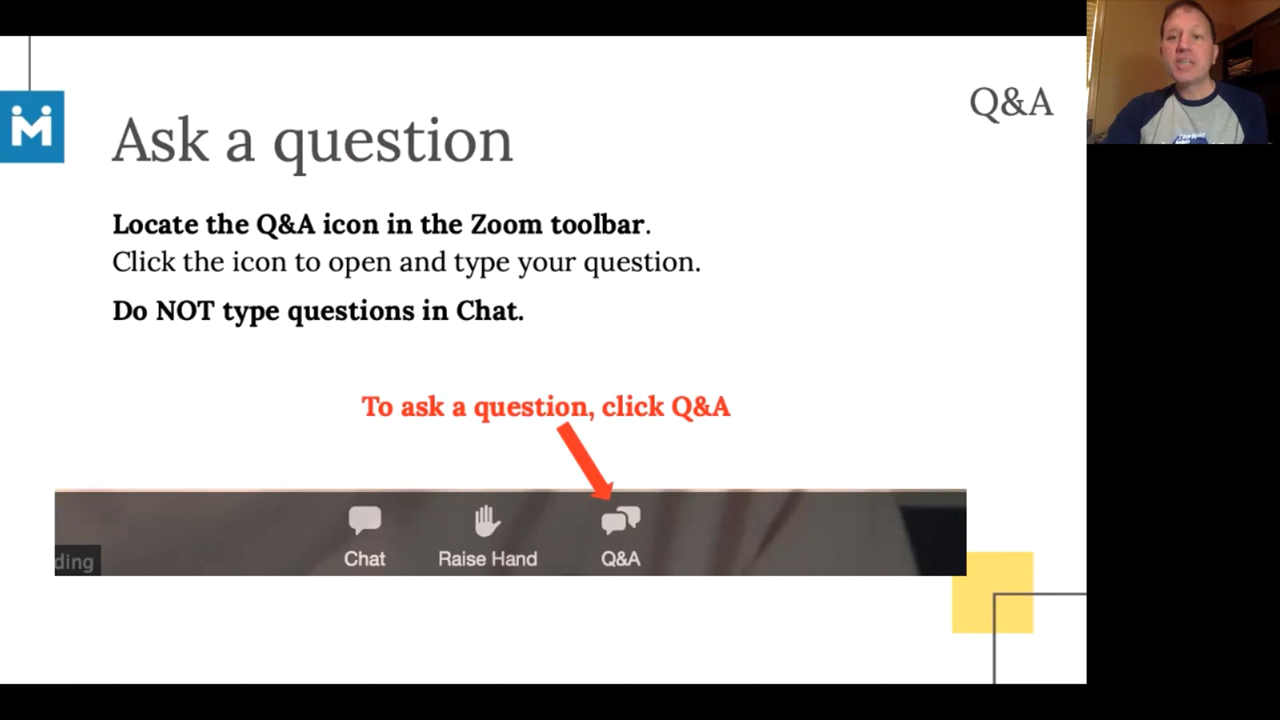 Q&A
Ask a question
Locate the Q&A icon in the Zoom toolbar.
Click the icon to open and type your question.
Do NOT type questions in Chat.
To ask a question, click Q&A
Chat
Raise Hand
Q&A
ding